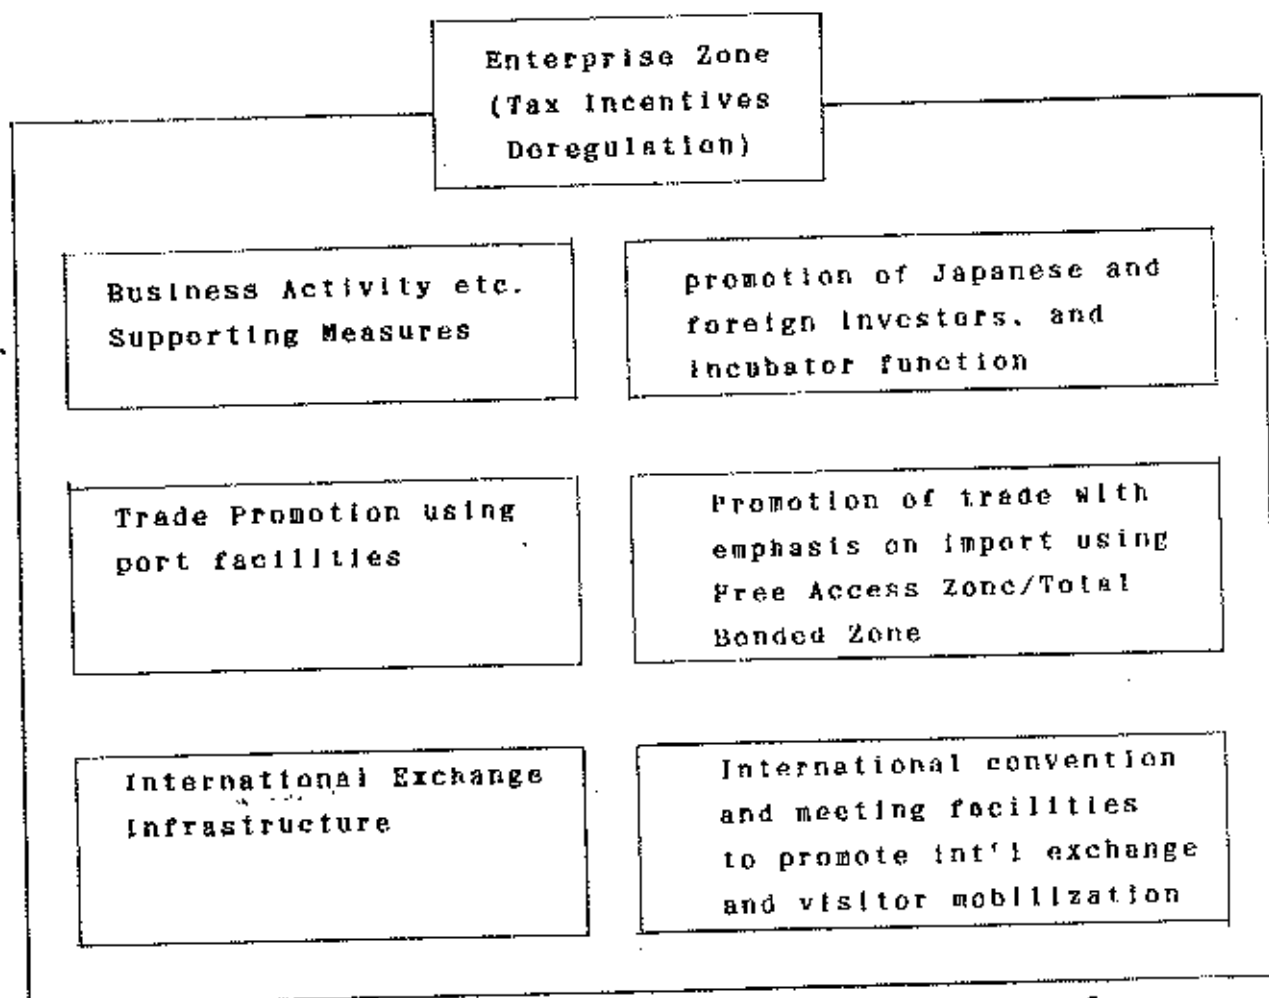 Enterprise Zone
(Tax Incentives
Deregulation)
Business Activity etc.
Supporting Measures
promotion of Japanese and
foreign investors, and
incubator function
Trade Promotion using
port facilities
Promotion of trade with
emphasis on import using
Free Access Zone/Total
Bonded Zone
International Exchange
Infrastructure
International convention
and meeting facilities
to promote int'l exchange
and visitor mobilization